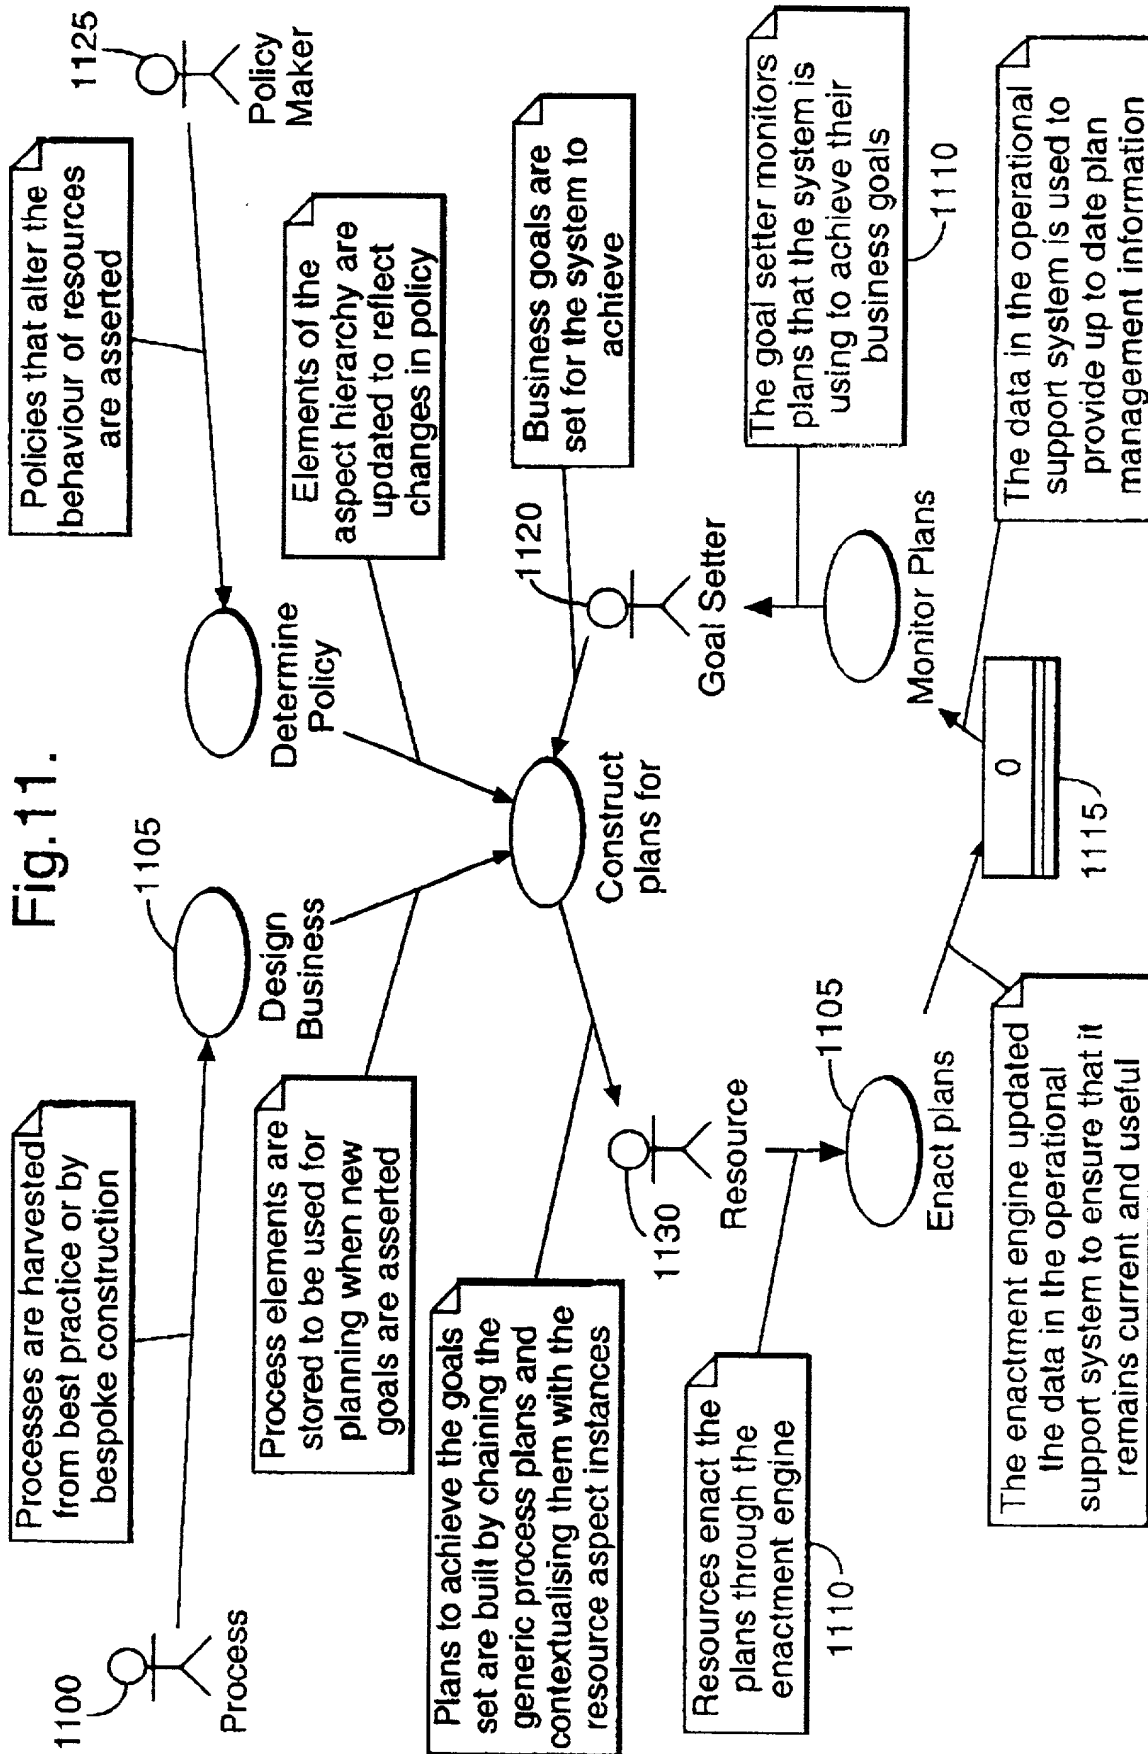 Fig.11.
1100
Process
Processes are harvested
from best practice or by
bespoke construction
1105
Design
Business
Policies that alter the
behaviour of resources
are asserted
1125
Policy
Maker
Determine
Policy
Process elements are
stored to be used for
planning when new
goals are asserted
Elements of the
aspect hierarchy are
updated to reflect
changes in policy
Plans to achieve the goals
set are built by chaining the
generic process plans and
contextualising them with the
resource aspect instances
Construct
plans for
Business goals are
set for the system to
achieve
1120
Goal Setter
1130
Resource
Resources enact the
plans through the
enactment engine
1110
1105
Enact plans
Monitor Plans
The goal setter monitors
plans that the system is
using to achieve their
business goals
1110
The enactment engine updated
the data in the operational
support system to ensure that it
remains current and useful
0
1115
The data in the operational
support system is used to
provide up to date plan
management information